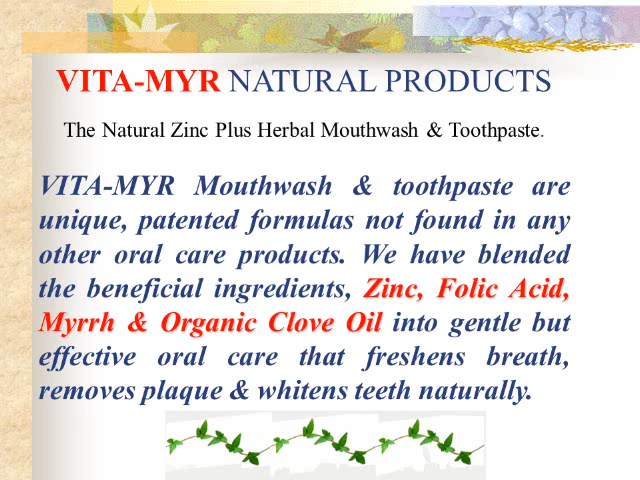 VITA-MYR NATURAL PRODUCTS
The Natural Zinc Plus Herbal Mouthwash & Toothpaste.
VITA-MYR Mouthwash & toothpaste are
unique, patented formulas not found in any
other oral care products. We have blended
the beneficial ingredients, Zinc, Folic Acid,
Myrrh & Organic Clove Oil into gentle but
effective oral care that freshens breath,
removes plaque & whitens teeth naturally.